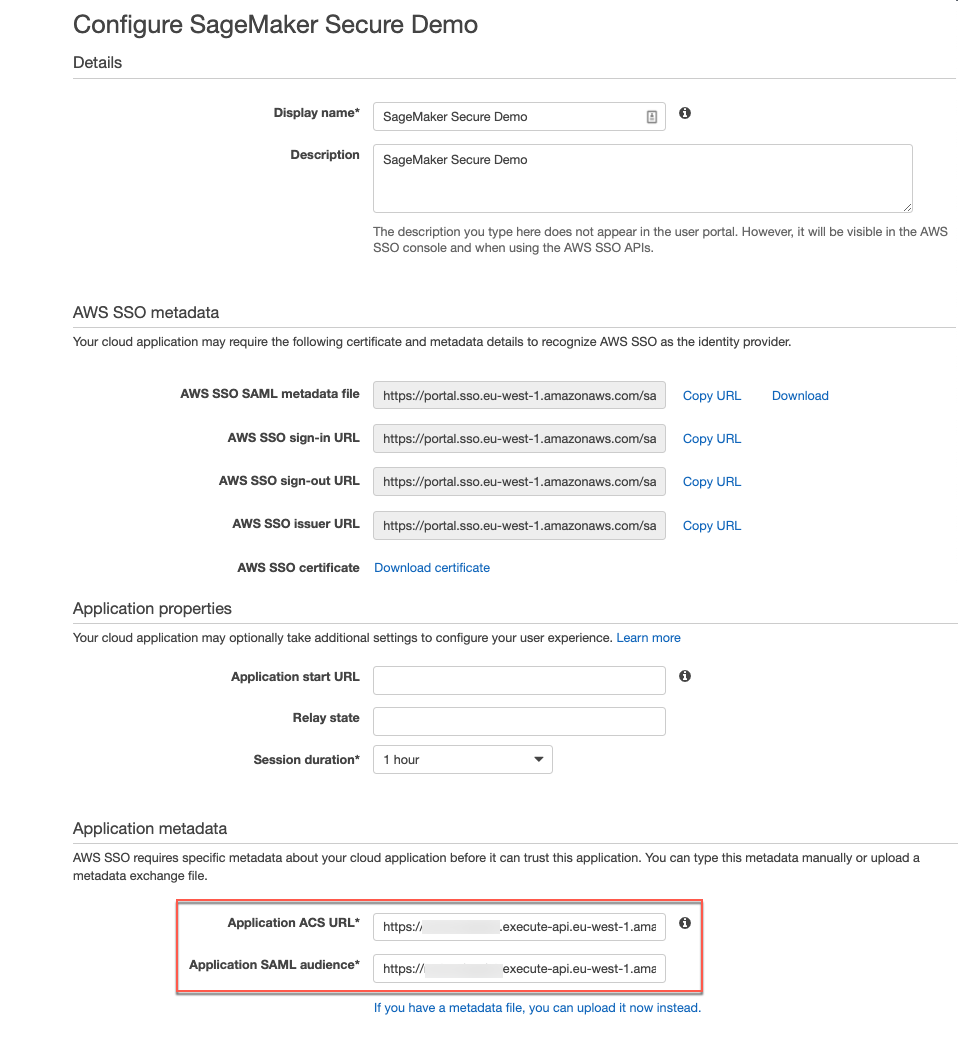 Configure SageMaker Secure Demo
Details
Display name*
SageMaker Secure Demo
Description
SageMaker Secure Demo
The description you type here does not appear in the user portal. However, it will be visible in the AWS
SSO console and when using the AWS SSO APIs.
AWS SSO metadata
Your cloud application may require the following certificate and metadata details to recognize AWS SSO as the identity provider.
AWS SSO SAML metadata file https://portal.sso.eu-west-1.amazonaws.com/sa Copy URL Download
AWS SSO sign-in URL https://portal.sso.eu-west-1.amazonaws.com/sa Copy URL
AWS SSO sign-out URL https://portal.sso.eu-west-1.amazonaws.com/sa Copy URL
AWS SSO issuer URL https://portal.sso.eu-west-1.amazonaws.com/sa Copy URL
AWS SSO certificate Download certificate
Application properties
Your cloud application may optionally take additional settings to configure your user experience. Learn more
Application start URL
Relay state
Session duration* 1 hour
Application metadata
AWS SSO requires specific metadata about your cloud application before it can trust this application. You can type this metadata manually or upload a
metadata exchange file.
Application ACS URL* https:/ .execute-api.eu-west-1.ama
Application SAML audience* https:// execute-api.eu-west-1.ama
If you have a metadata file, you can upload it now instead.